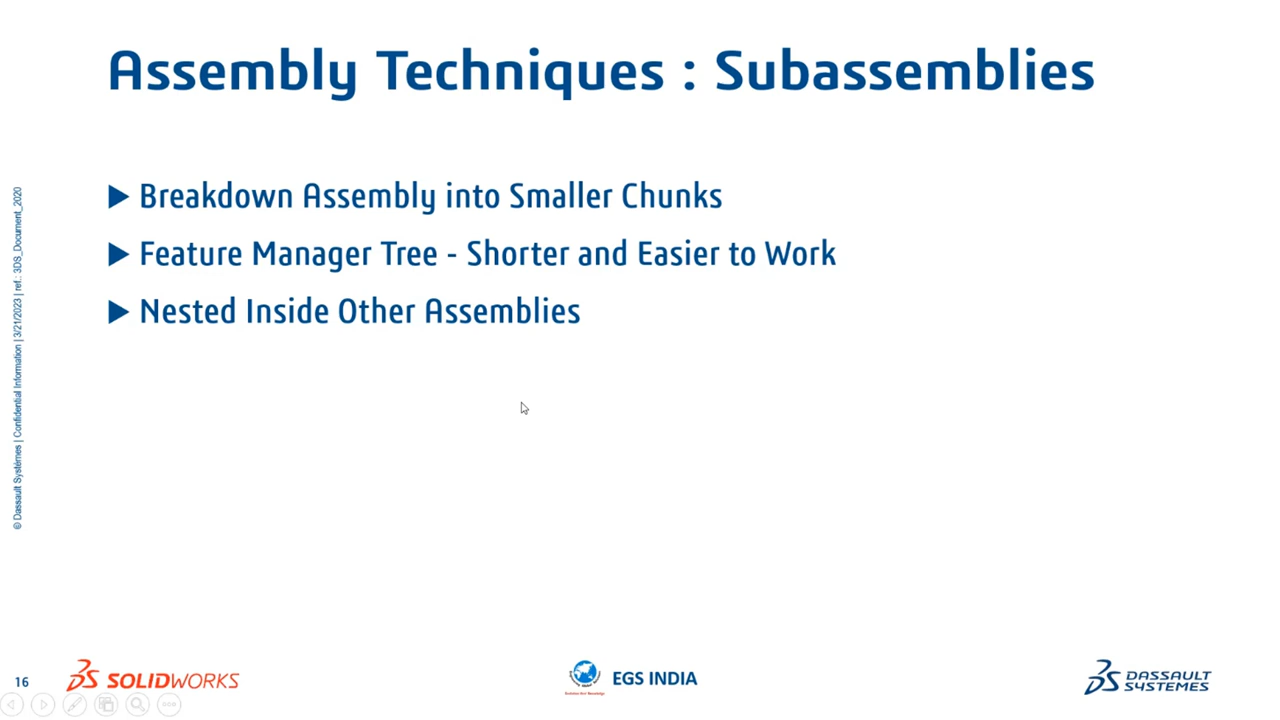 Assembly Techniques : Subassemblies
Breakdown Assembly into Smaller Chunks
Feature Manager Tree - Shorter and Easier to Work
Nested Inside Other Assemblies
© Dassault Systèmes | Confidential Information | 3/21/2023 | ref.: 3DS_Document_2020
16
SOLIDWORKS
EGS INDIA
DASSAULT
SYSTEMES